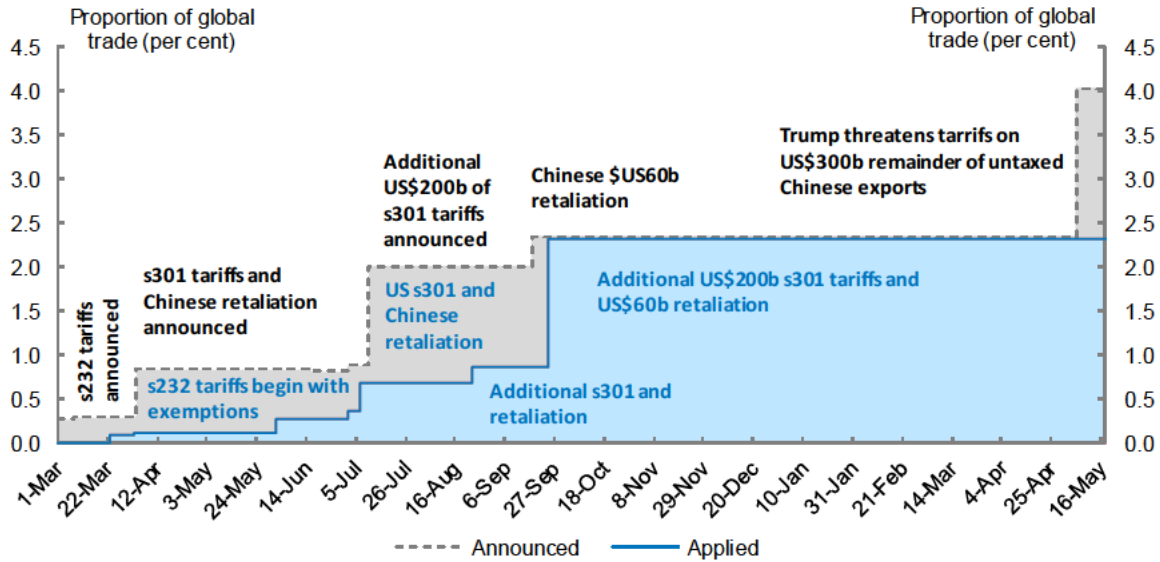 Proportion of global
trade (per cent)
Proportion of global
trade (per cent)
4.5
4.0
3.5
3.0
2.5
2.0
1.5
1.0
0.5
0.0
4.5
4.0
3.5
3.0
2.5
2.0
1.5
1.0
0.5
0.0
s232 tariffs
announced
s301 tariffs and
Chinese retaliation
announced
Additional
US$200b of
s301 tariffs
announced
Chinese $US60b
retaliation
Trump threatens tarrifs on
US$300b remainder of untaxed
Chinese exports
s232 tariffs begin with
exemptions
US s301 and
Chinese
retaliation
Additional s301 and
retaliation
Additional US$200b s301 tariffs and
US$60b retaliation
1-Mar
22-Mar
12-Apr
3-May
24-May
14-Jun
5-Jul
26-Jul
16-Aug
6-Sep
27-Sep
18-Oct
8-Nov
29-Nov
20-Dec
10-Jan
31-Jan
21-Feb
14-Mar
4-Apr
25-Apr
16-May
Announced
Applied